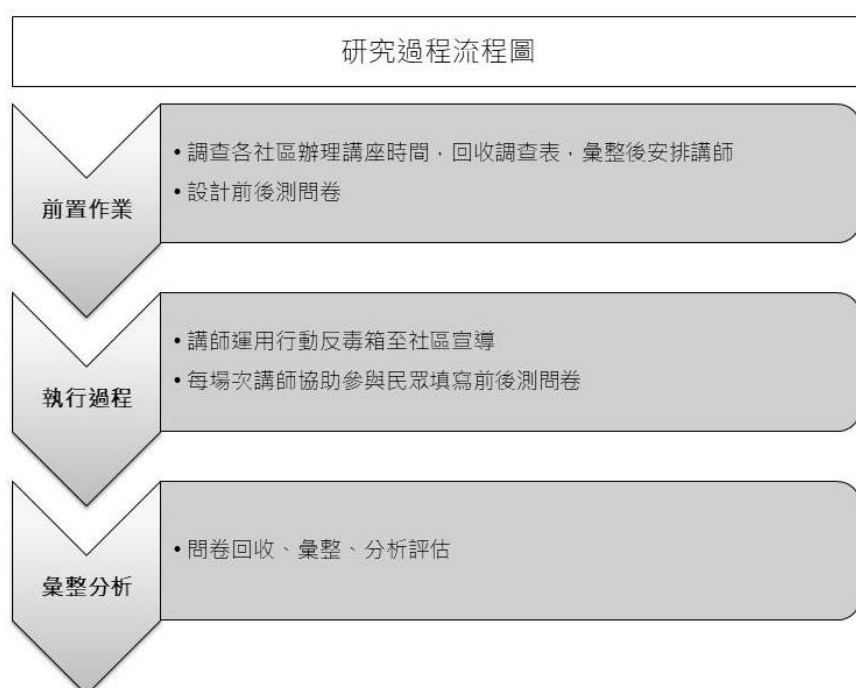 研究過程流程圖
前置作業
•調查各社區辦理講座時間，回收調查表，彙整後安排講師
•設計前後測問卷
執行過程
•講師運用行動反毒箱至社區宣導
•每場次講師協助參與民眾填寫前後測問卷
彙整分析
•問卷回收、彙整、分析評估